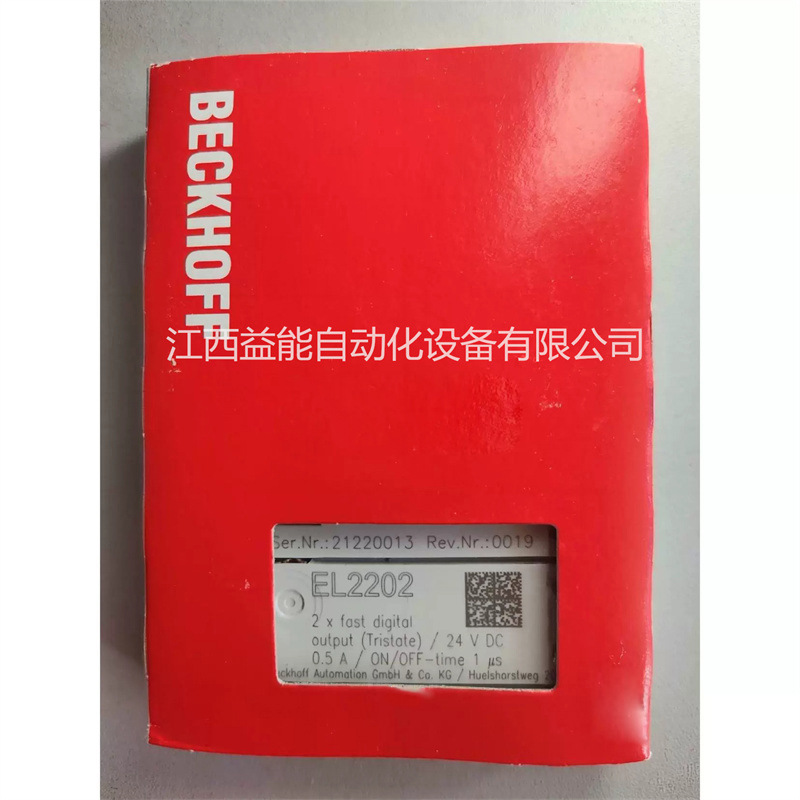 BECKHOFF
江西益能自动化设备有限公司
Ser.Nr.:21220013 Rev.Nr.:0019
EL2202
2 x fast digital
output (Tristate) / 24 V DC
0.5 A / ON/OFF-time 1 µs
ckhoff Automation GmbH & Co. KG / Huelshorstweg 20